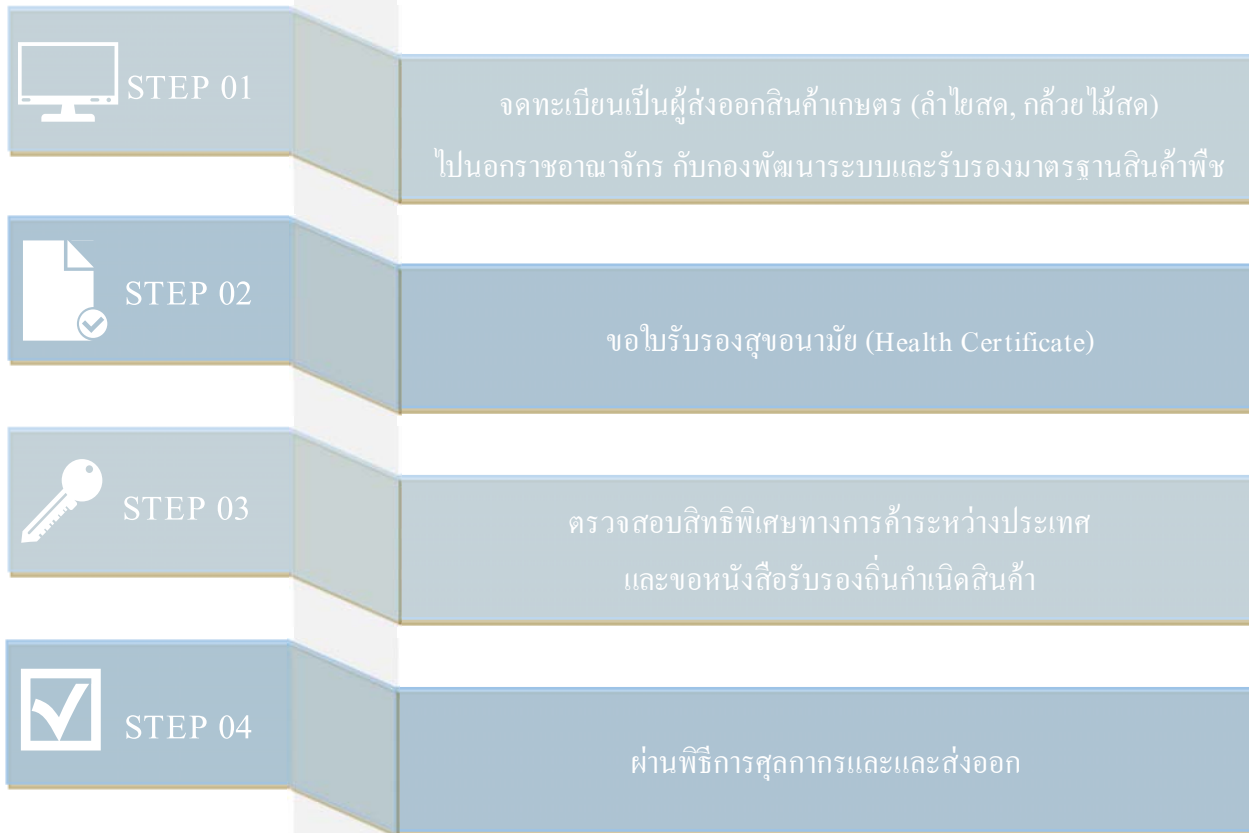 STEP 01
จดทะเบียนเป็นผู้ส่งออกสินค้าเกษตร (ลำไยสด, กล้วยไม้สด)
ไปนอกราชอาณาจักร กับกองพัฒนาระบบและรับรองมาตรฐานสินค้าพืช
STEP 02
ขอใบรับรองสุขอนามัย (Health Certificate)
STEP 03
ตรวจสอบสิทธิพิเศษทางการค้าระหว่างประเทศ
และขอหนังสือรับรองถิ่นกำเนิดสินค้า
STEP 04
ผ่านพิธีการศุลกากรและและส่งออก